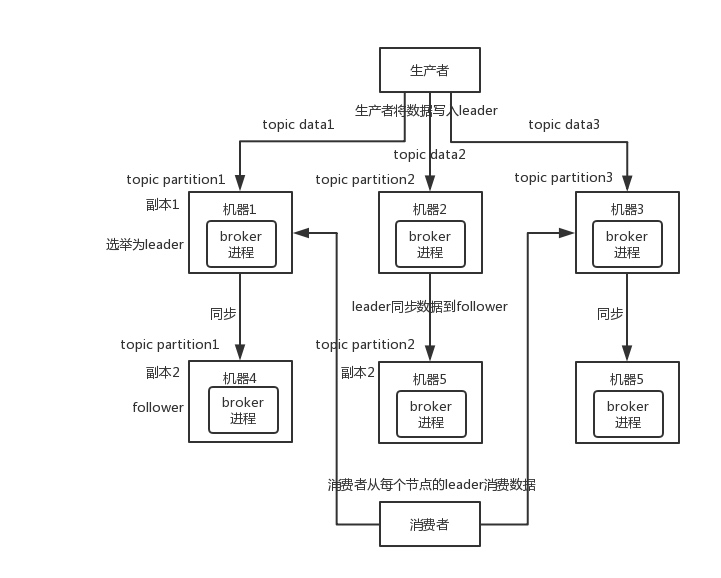 生产者
生产者将数据写入leader
topic data1
topic data3
topic data2
topic partition1
topic partition2
topic partition3
副本1
机器1
机器2
机器3
选举为leader
broker
进程
broker
进程
broker
进程
同步
leader同步数据到follower
同步
topic partition1
topic partition2
副本2
机器4
副本2
机器5
机器5
follower
broker
进程
broker
进程
broker
进程
消费者从每个节点的leader消费数据
消费者